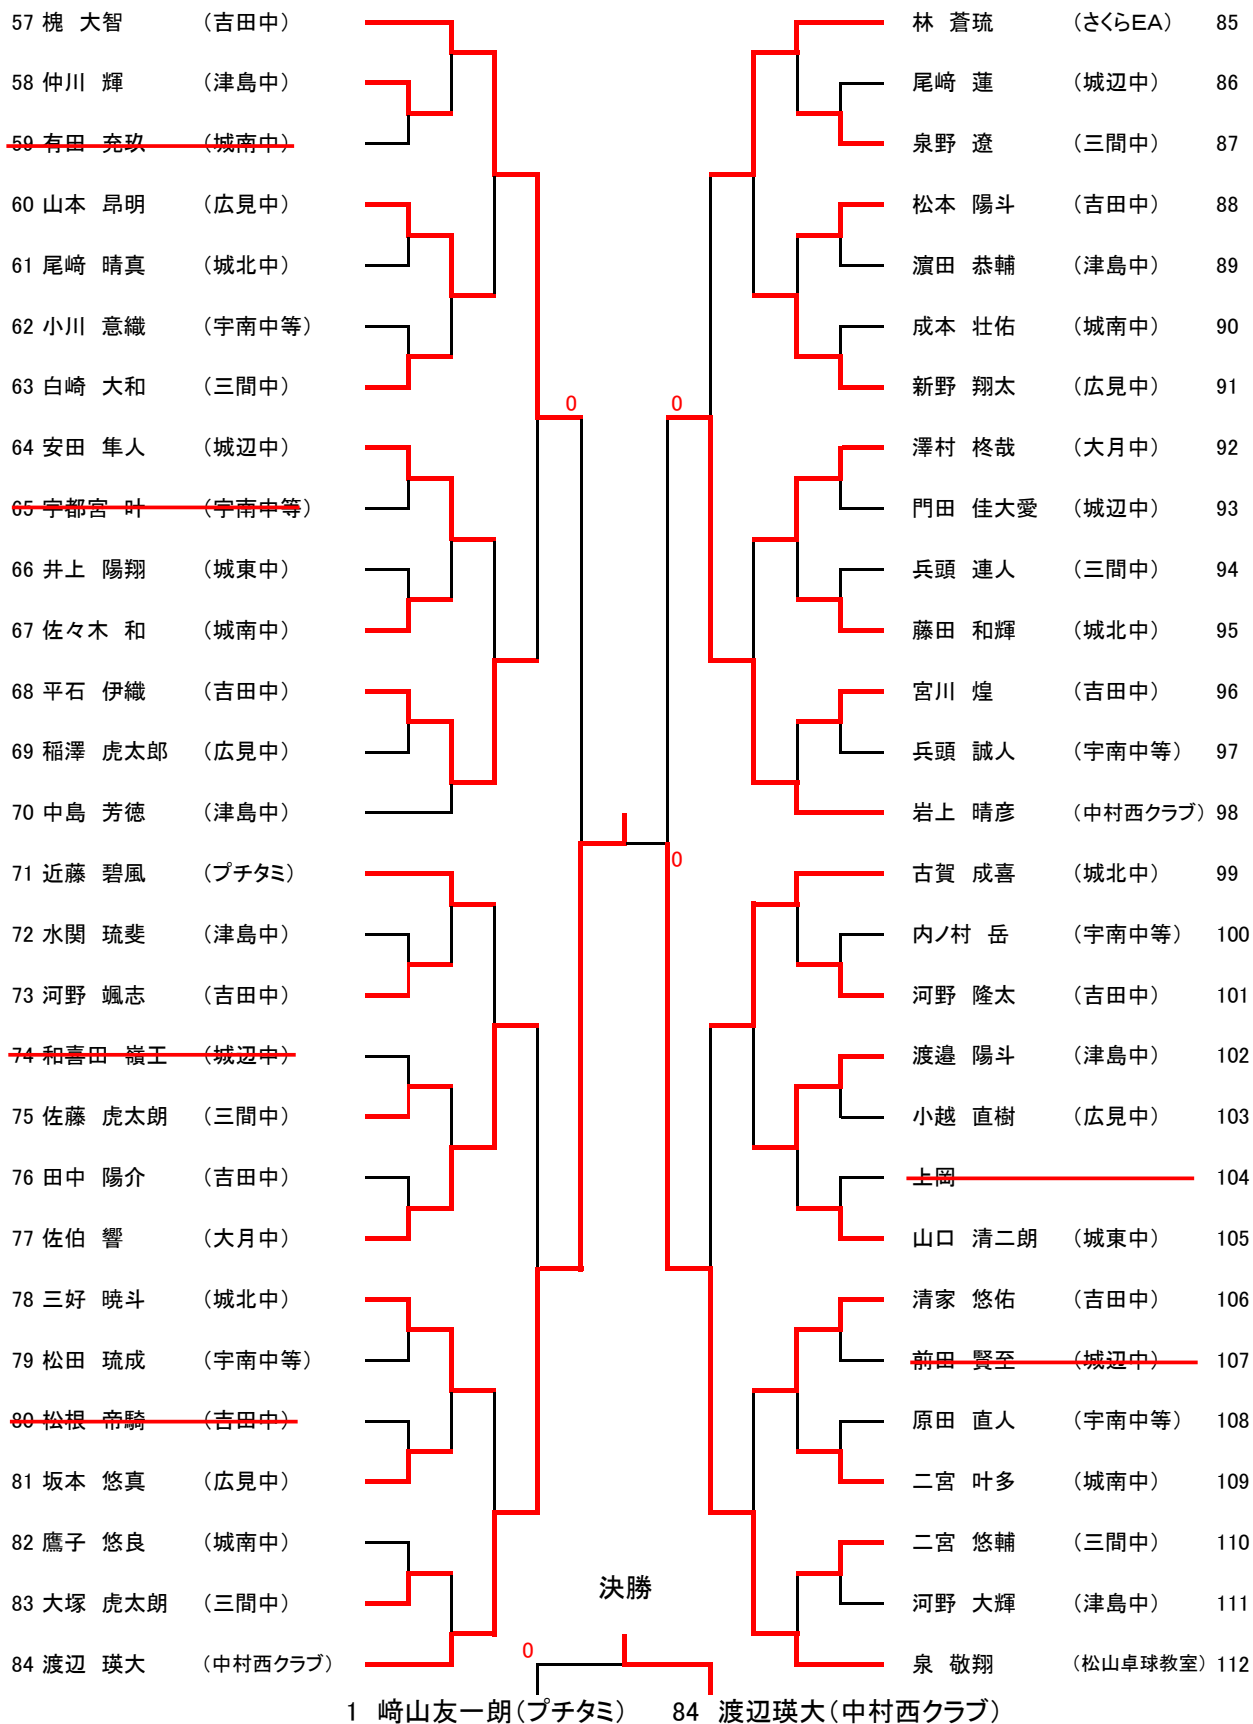 57 槐 大智 （吉田中）
58 仲川 輝 （津島中）
59 有田 充玖 （城南中）
60 山本 昂明 （広見中）
61 尾﨑 晴真 （城北中）
62 小川 意織 （宇南中等）
63 白崎 大和 （三間中）
64 安田 隼人 （城辺中）
65 宇都宮 叶 （宇南中等）
66 井上 陽翔 （城東中）
67 佐々木 和 （城南中）
68 平石 伊織 （吉田中）
69 稲澤 虎太郎 （広見中）
70 中島 芳徳 （津島中）
71 近藤 碧風 （プチタミ）
72 水関 琉斐 （津島中）
73 河野 颯志 （吉田中）
74 和喜田 嶺王 （城辺中）
75 佐藤 虎太朗 （三間中）
76 田中 陽介 （吉田中）
77 佐伯 響 （大月中）
78 三好 暁斗 （城北中）
79 松田 琉成 （宇南中等）
80 松根 帝騎 （吉田中）
81 坂本 悠真 （広見中）
82 鷹子 悠良 （城南中）
83 大塚 虎太朗 （三間中）
84 渡辺 瑛大 （中村西クラブ）
0
0
0
決勝
0
林 蒼琉 （さくらEA） 85
尾﨑 蓮 （城辺中） 86
泉野 遼 （三間中） 87
松本 陽斗 （吉田中） 88
濵田 恭輔 （津島中） 89
成本 壮佑 （城南中） 90
新野 翔太 （広見中） 91
澤村 柊哉 （大月中） 92
門田 佳大愛 （城辺中） 93
兵頭 連人 （三間中） 94
藤田 和輝 （城北中） 95
宮川 煌 （吉田中） 96
兵頭 誠人 （宇南中等） 97
岩上 晴彦 （中村西クラブ） 98
古賀 成喜 （城北中） 99
内ノ村 岳 （宇南中等） 100
河野 隆太 （吉田中） 101
渡邉 陽斗 （津島中） 102
小越 直樹 （広見中） 103
上岡 104
山口 清二朗 （城東中） 105
清家 悠佑 （吉田中） 106
前田 賢至 （城辺中） 107
原田 直人 （宇南中等） 108
二宮 叶多 （城南中） 109
二宮 悠輔 （三間中） 110
河野 大輝 （津島中） 111
泉 敬翔 （松山卓球教室） 112
1 﨑山友一朗（プチタミ） 84 渡辺瑛大（中村西クラブ）